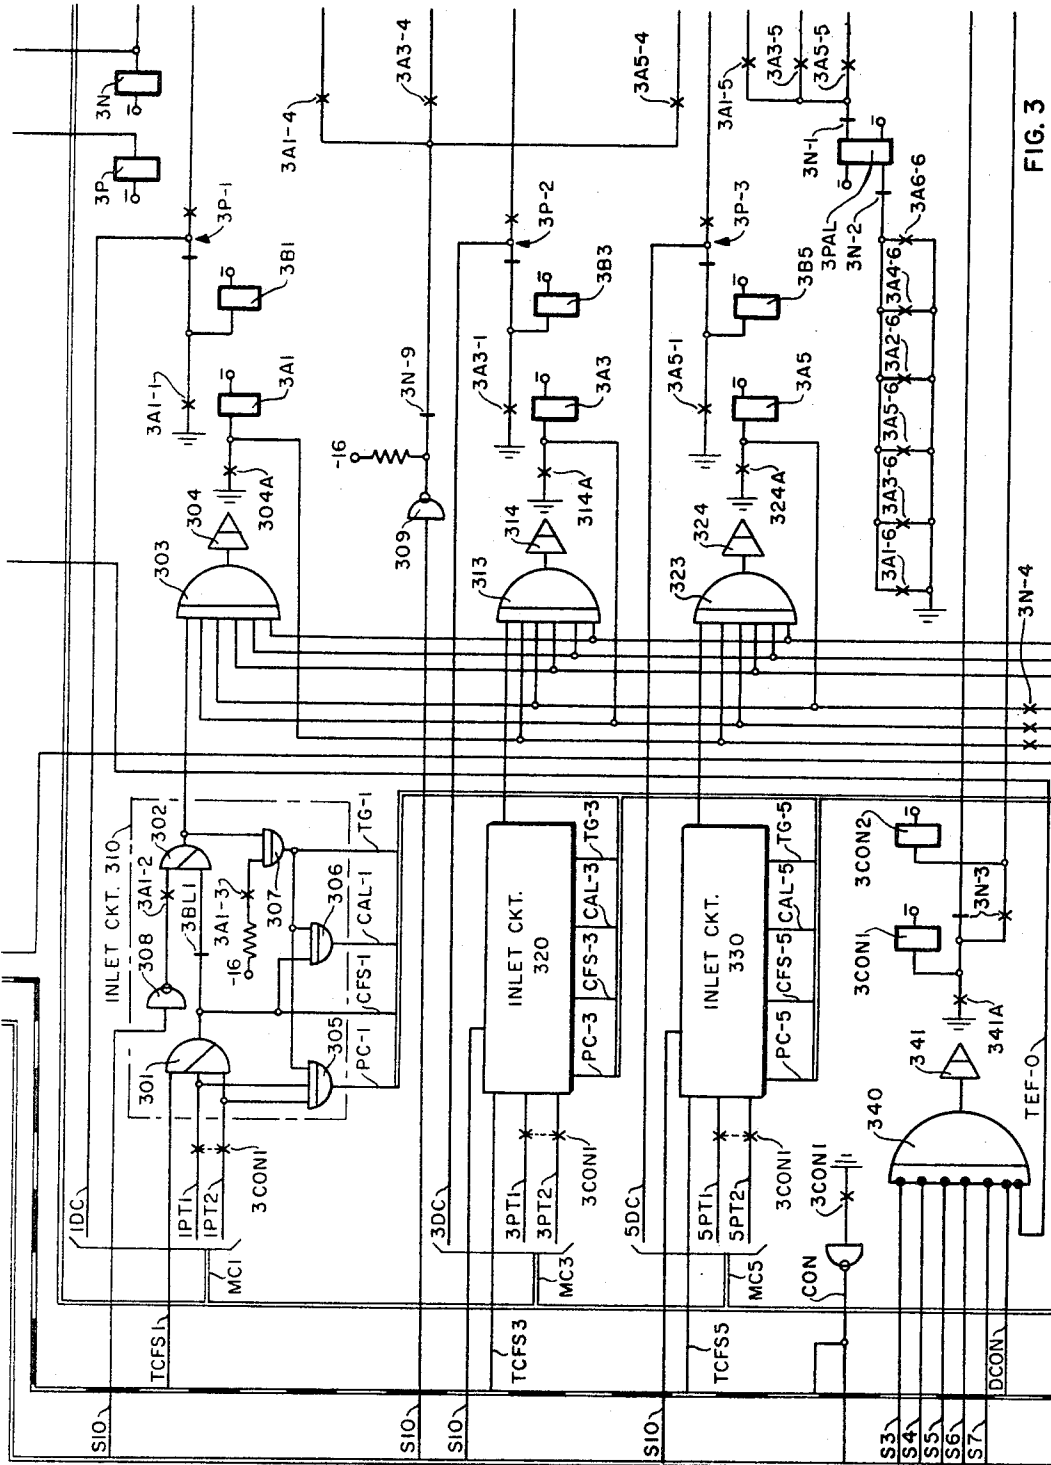 3N
3P
3A1-4
3A3-4
3A5-4
3A1-5
3A3-5
3A5-5
3N-1
3PAL
3N-2
3A6-6
3A4-6
3A2-6
3A5-6
3A3-6
3A1-6
FIG. 3
3P-1
3B1
3A1-1
3A1
304
304A
303
-16
3N-9
309
3P-2
3B3
3A3-1
3A3
314
314A
313
3P-3
3B5
3A5-1
3A5
324
324A
323
3N-4
INLET CKT. 310
302
3A1-2
308
3BL1
3A1-3
-16
307
306
305
301
TG-1
CAL-1
CFS-1
PC-1
INLET CKT.
320
TG-3
CAL-3
CFS-3
PC-3
INLET CKT.
330
TG-5
CAL-5
CFS-5
PC-5
3CON2
3CON1
3N-3
341A
341
340
TEF-0
1DC
1PT1
1PT2
3CON1
MC1
TCFS1
S10
3DC
3PT1
3PT2
3CON1
MC3
TCFS3
S10
S10
5DC
5PT1
5PT2
3CON1
MC5
TCFS5
S10
3CON1
CON
DCON
S3
S4
S5
S6
S7